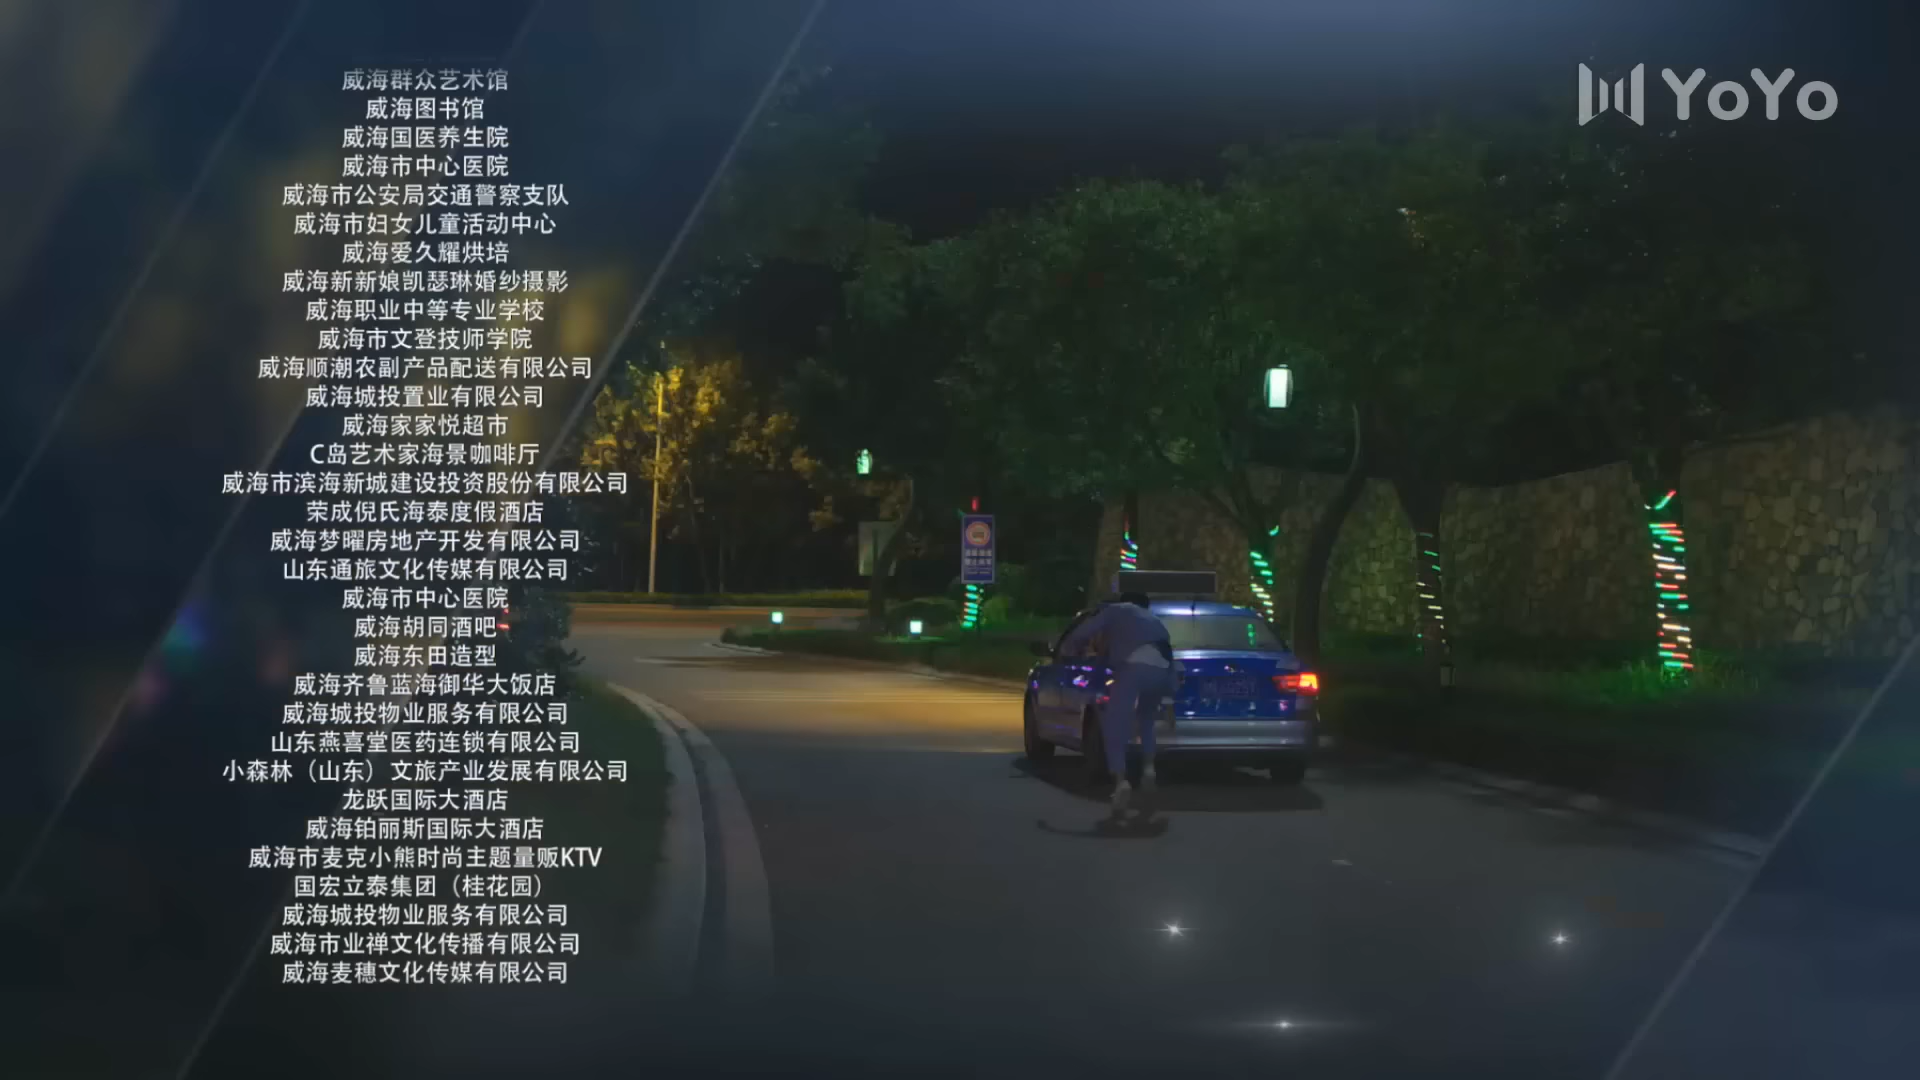 威海群众艺术馆
威海图书馆
威海国医养生院
威海市中心医院
威海市公安局交通警察支队
威海市妇女儿童活动中心
威海爱久耀烘培
威海新新娘凯瑟琳婚纱摄影
威海职业中等专业学校
威海市文登技师学院
威海顺潮农副产品配送有限公司
威海城投置业有限公司
威海家家悦超市
C岛艺术家海景咖啡厅
威海市滨海新城建设投资股份有限公司
荣成倪氏海泰度假酒店
威海梦曜房地产开发有限公司
山东通旅文化传媒有限公司
威海市中心医院
威海胡同酒吧
威海东田造型
威海齐鲁蓝海御华大饭店
威海城投物业服务有限公司
山东燕喜堂医药连锁有限公司
小森林（山东）文旅产业发展有限公司
龙跃国际大酒店
威海铂丽斯国际大酒店
威海市麦克小熊时尚主题量贩KTV
国宏立泰集团（桂花园）
威海城投物业服务有限公司
威海市业禅文化传播有限公司
威海麦穗文化传媒有限公司
YoYo